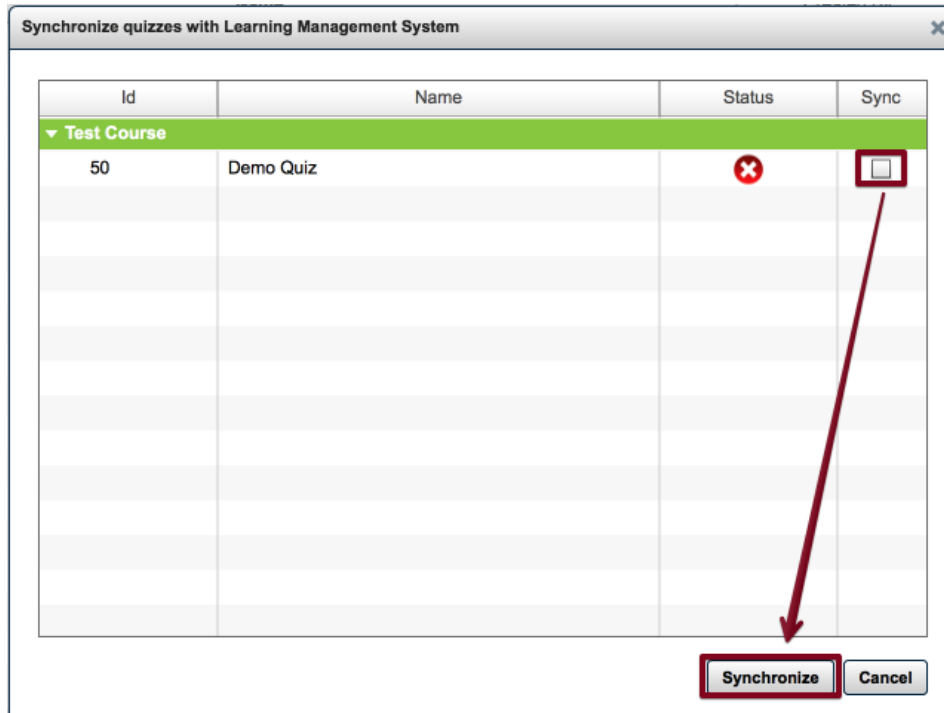 Synchronize quizzes with Learning Management System
Id Name Status Sync
Test Course
50 Demo Quiz
Synchronize Cancel